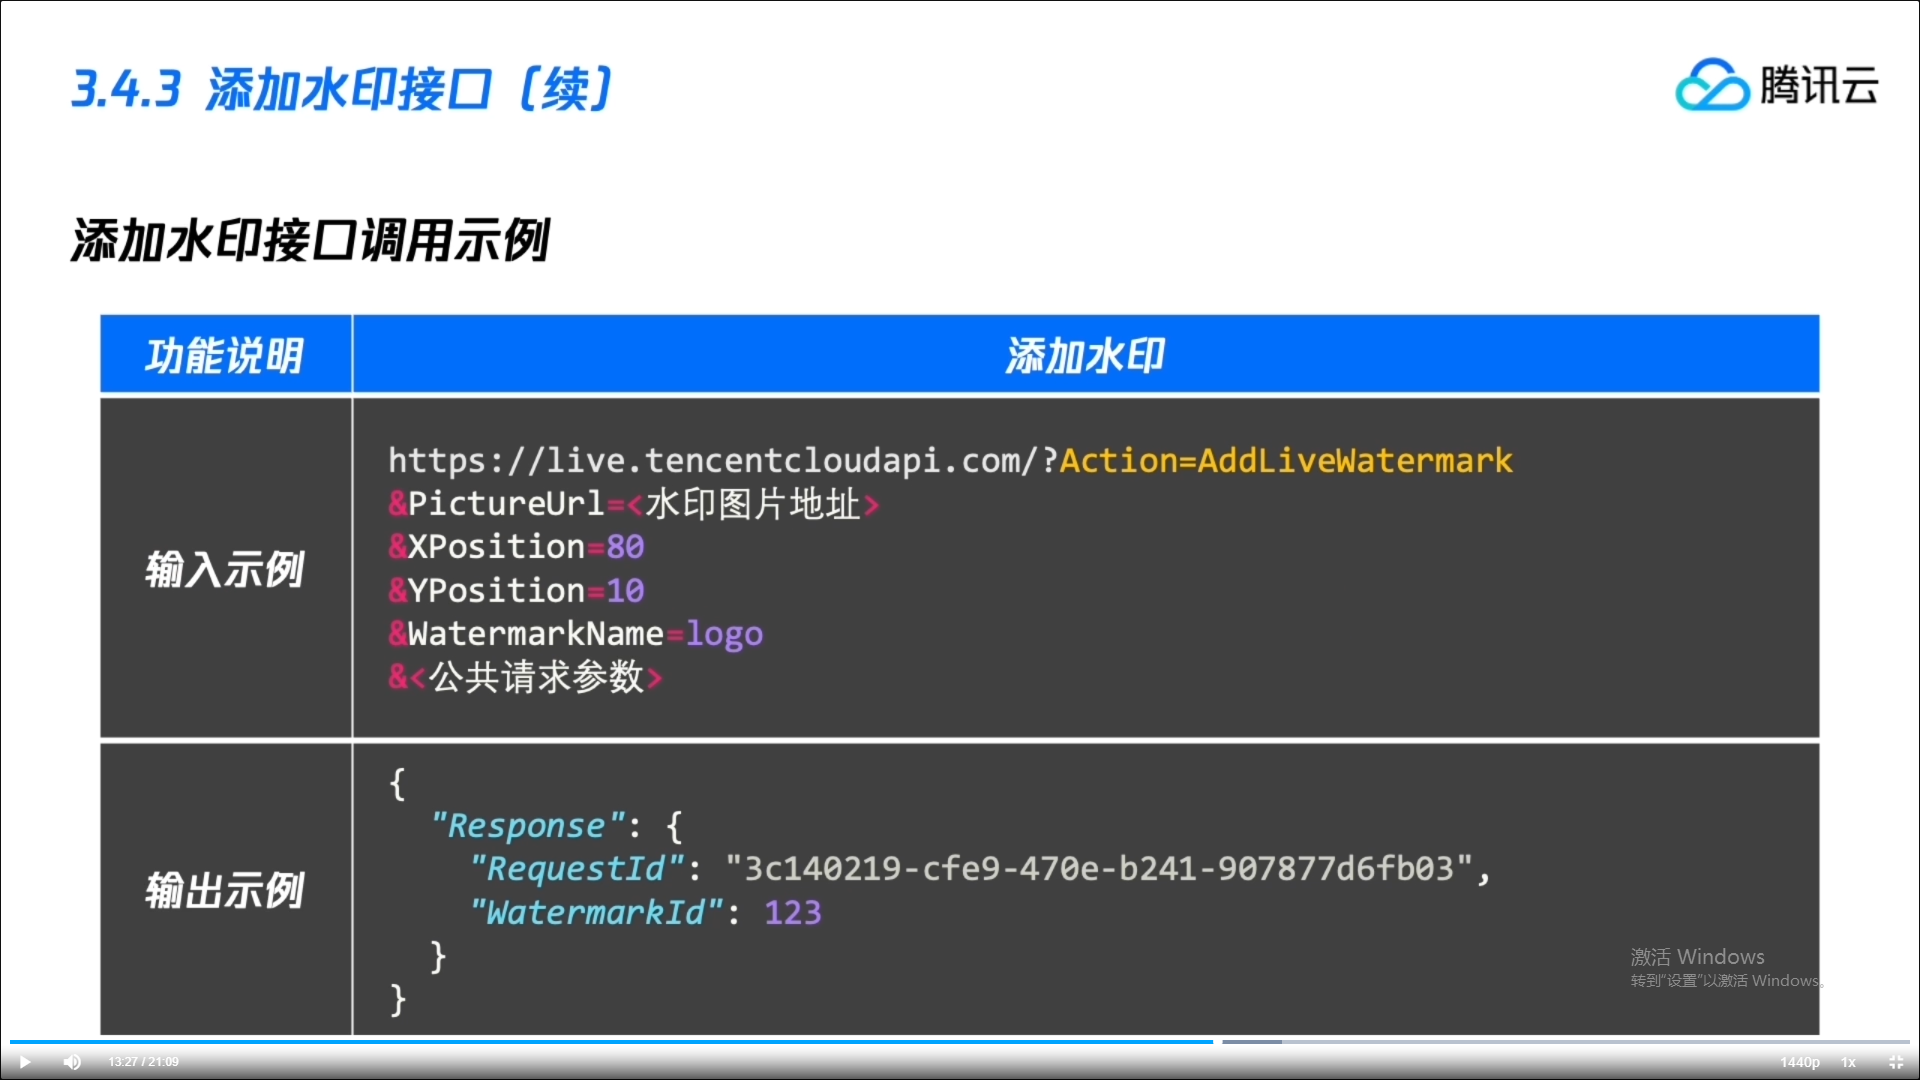 3.4.3 添加水印接口（续）
腾讯云
添加水印接口调用示例
功能说明
添加水印
输入示例
https://live.tencentcloudapi.com/?Action=AddLiveWatermark
&PictureUrl=<水印图片地址>
&XPosition=80
&YPosition=10
&WatermarkName=logo
&<公共请求参数>
输出示例
{
"Response": {
"RequestId": "3c140219-cfe9-470e-b241-907877d6fb03",
"WatermarkId": 123
}
}
激活 Windows
转到"设置"以激活 Windows。
13:27 / 21:09
1440p
1x